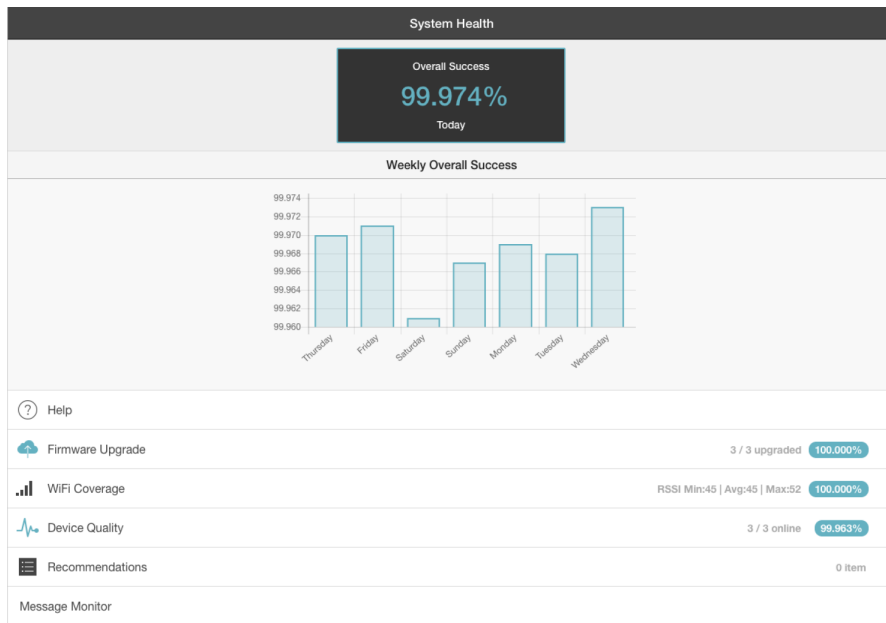 System Health
Overall Success
99.974%
Today
Weekly Overall Success
99.974
99.972
99.970
99.968
99.966
99.964
99.962
99.960
Thursday Friday Saturday Sunday Monday Tuesday Wednesday
? Help
Firmware Upgrade 3 / 3 upgraded 100.000%
WiFi Coverage RSSI Min:45 | Avg:45 | Max:52 100.000%
Device Quality 3 / 3 online 99.963%
Recommendations 0 item
Message Monitor